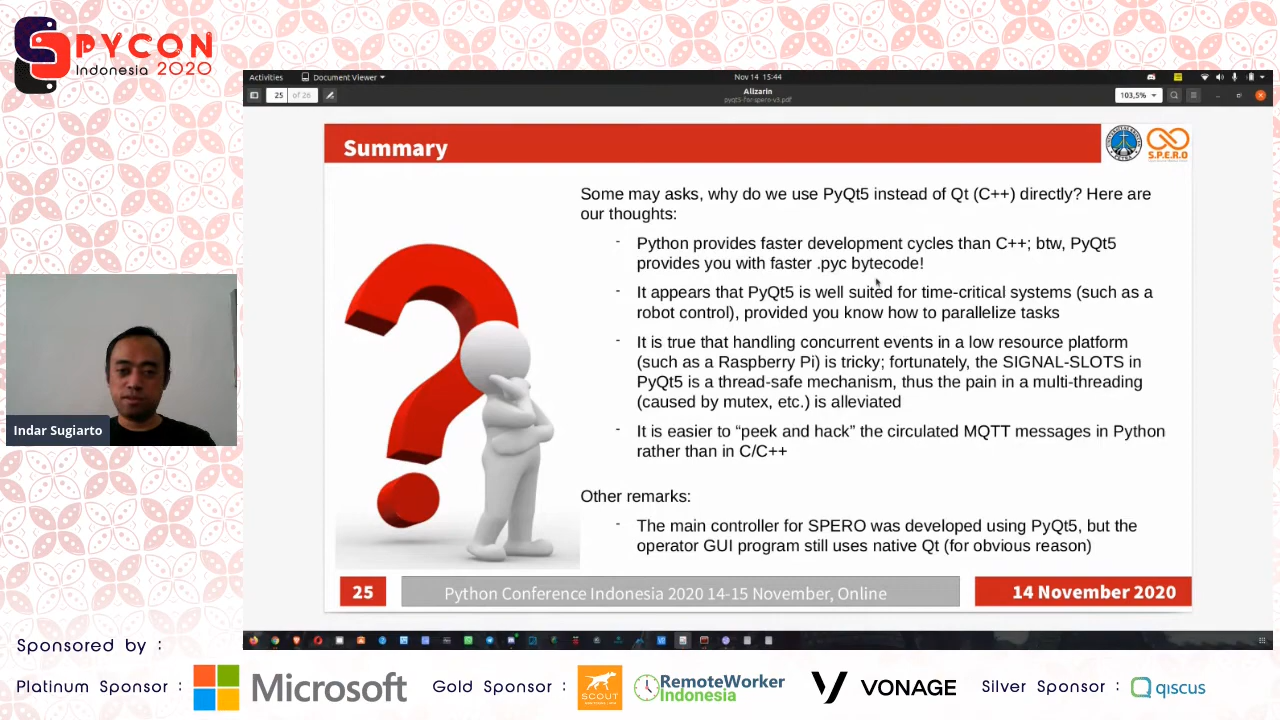 PYCON
Indonesia 2020
Activities
Document Viewer
Nov 14 15:44
25 of 26
Alizarin
pyqt5-for-spero-v3.pdf
103,5%
Summary
S.P.E.R.O
Some may asks, why do we use PyQt5 instead of Qt (C++) directly? Here are
our thoughts:
- Python provides faster development cycles than C++; btw, PyQt5
provides you with faster .pyc bytecode!
- It appears that PyQt5 is well suited for time-critical systems (such as a
robot control), provided you know how to parallelize tasks
- It is true that handling concurrent events in a low resource platform
(such as a Raspberry Pi) is tricky; fortunately, the SIGNAL-SLOTS in
PyQt5 is a thread-safe mechanism, thus the pain in a multi-threading
(caused by mutex, etc.) is alleviated
- It is easier to “peek and hack” the circulated MQTT messages in Python
rather than in C/C++
Other remarks:
- The main controller for SPERO was developed using PyQt5, but the
operator GUI program still uses native Qt (for obvious reason)
25
Python Conference Indonesia 2020 14-15 November, Online
14 November 2020
Indar Sugiarto
Sponsored by :
Platinum Sponsor :
Microsoft
Gold Sponsor :
SCOUT
RemoteWorker
Indonesia
VONAGE
Silver Sponsor :
qiscus